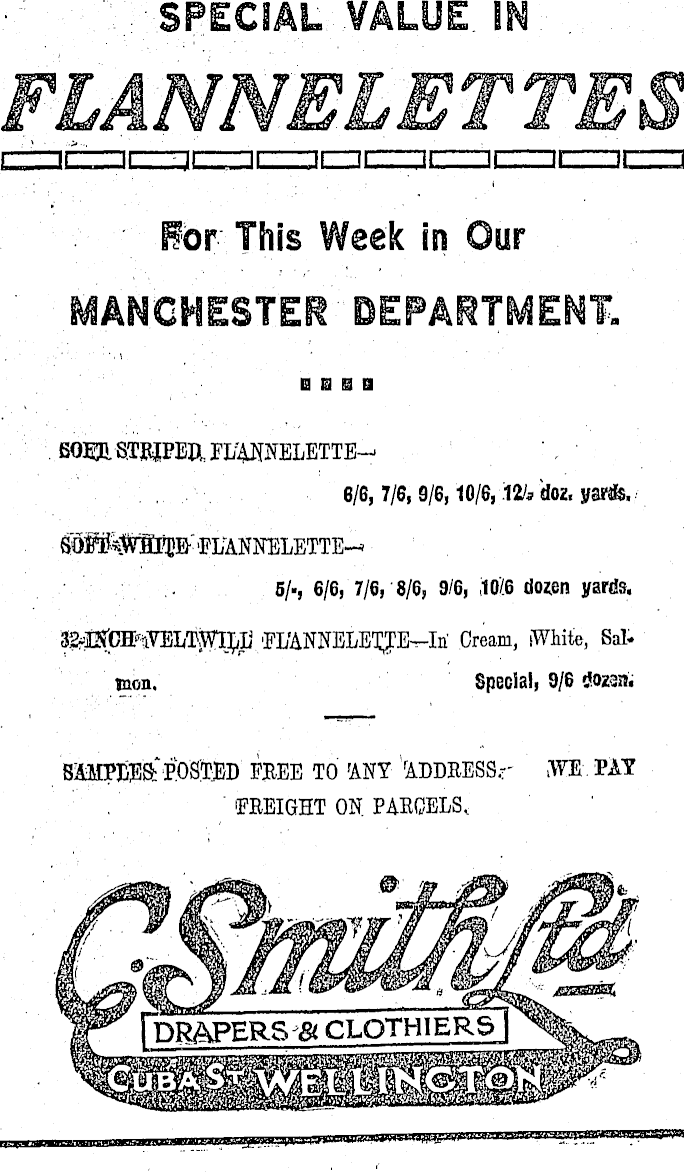 SPECIAL VALUE IN
FLANNELETTES
For This Week in Our
MANCHESTER DEPARTMENT.
SOFT STRIPED FLANNELETTE—
6/6, 7/6, 9/6, 10/6, 12/- doz. yards.
SOFT WHITE FLANNELETTE—
5/-, 6/6, 7/6, 8/6, 9/6, 10/6 dozen yards.
32-INCH VELTWILL FLANNELETTE—In Cream, White, Sal-
mon. Special, 9/6 dozen.
SAMPLES POSTED FREE TO ANY ADDRESS. WE PAY
FREIGHT ON PARCELS.
C. Smith Ltd
DRAPERS & CLOTHIERS
CUBA ST WELLINGTON